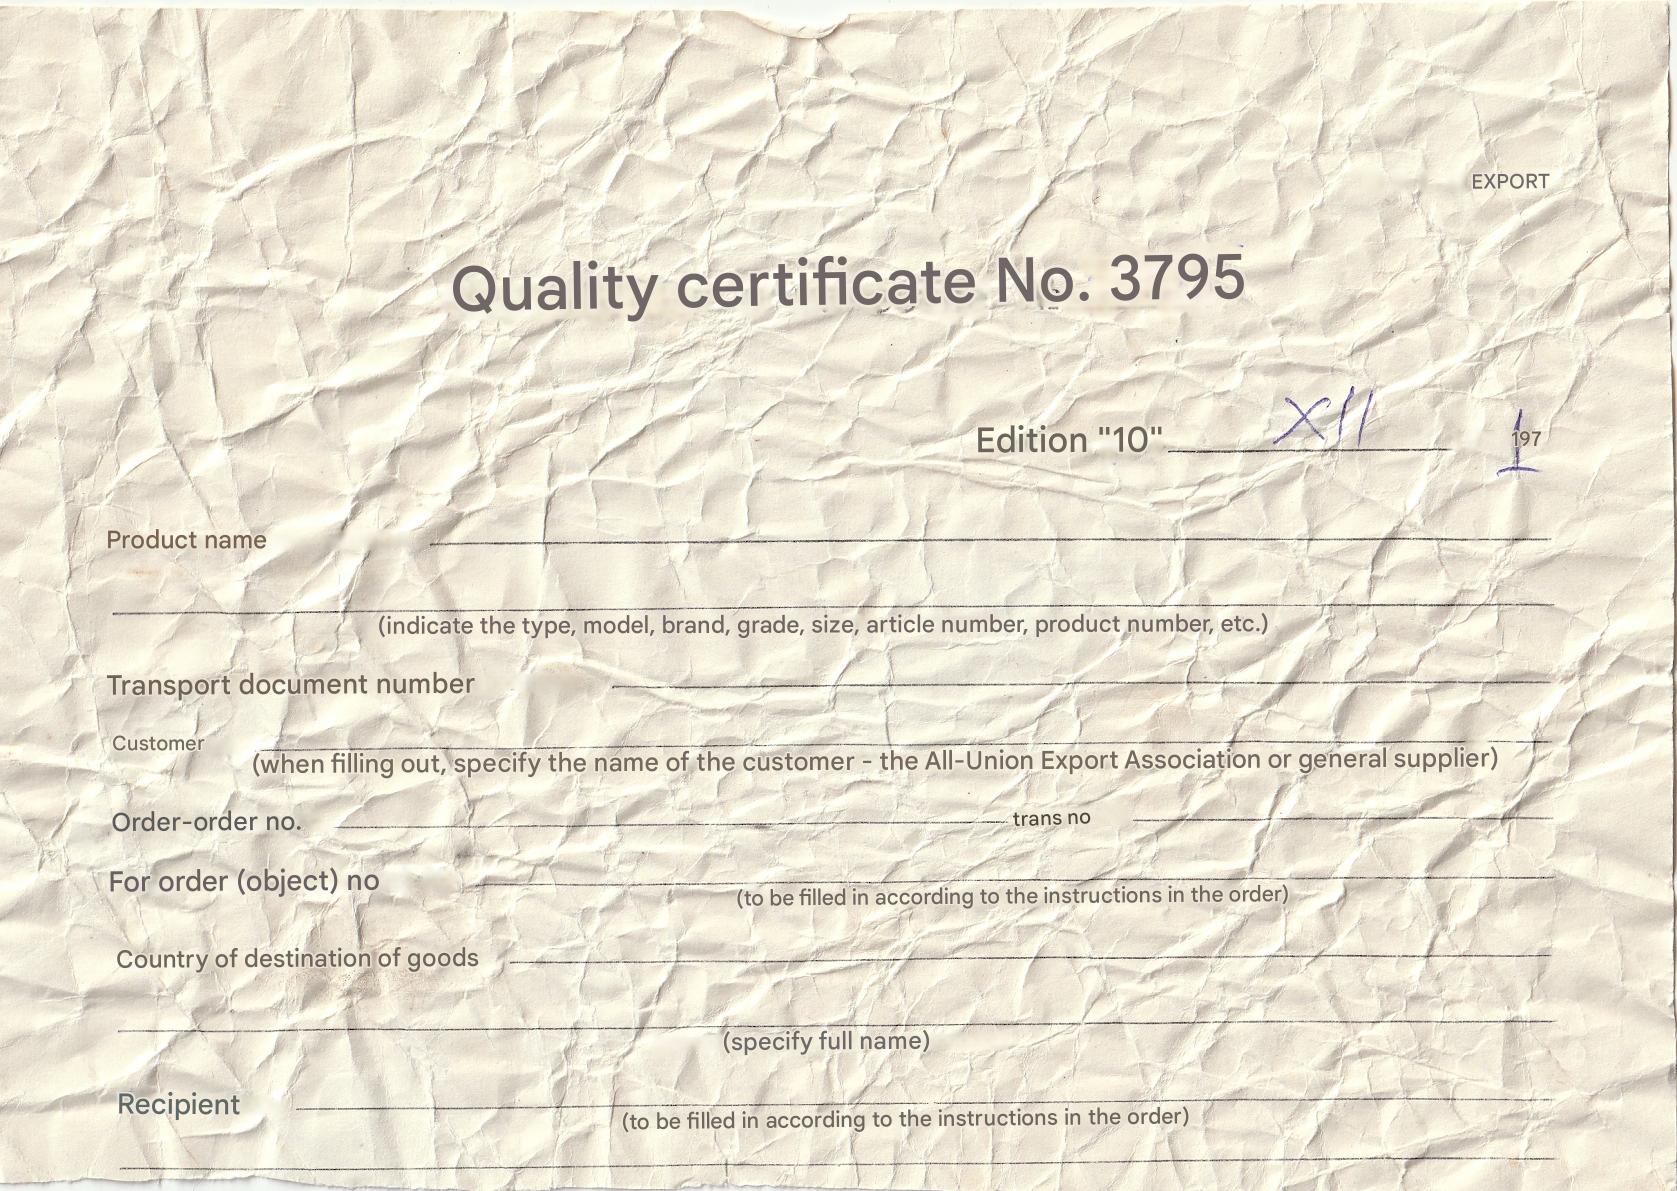 EXPORT
Quality certificate No. 3795
Edition "10" XII 1971
Product name
(indicate the type, model, brand, grade, size, article number, product number, etc.)
Transport document number
Customer
(when filling out, specify the name of the customer - the All-Union Export Association or general supplier)
Order-order no. trans no
For order (object) no
(to be filled in according to the instructions in the order)
Country of destination of goods
(specify full name)
Recipient
(to be filled in according to the instructions in the order)